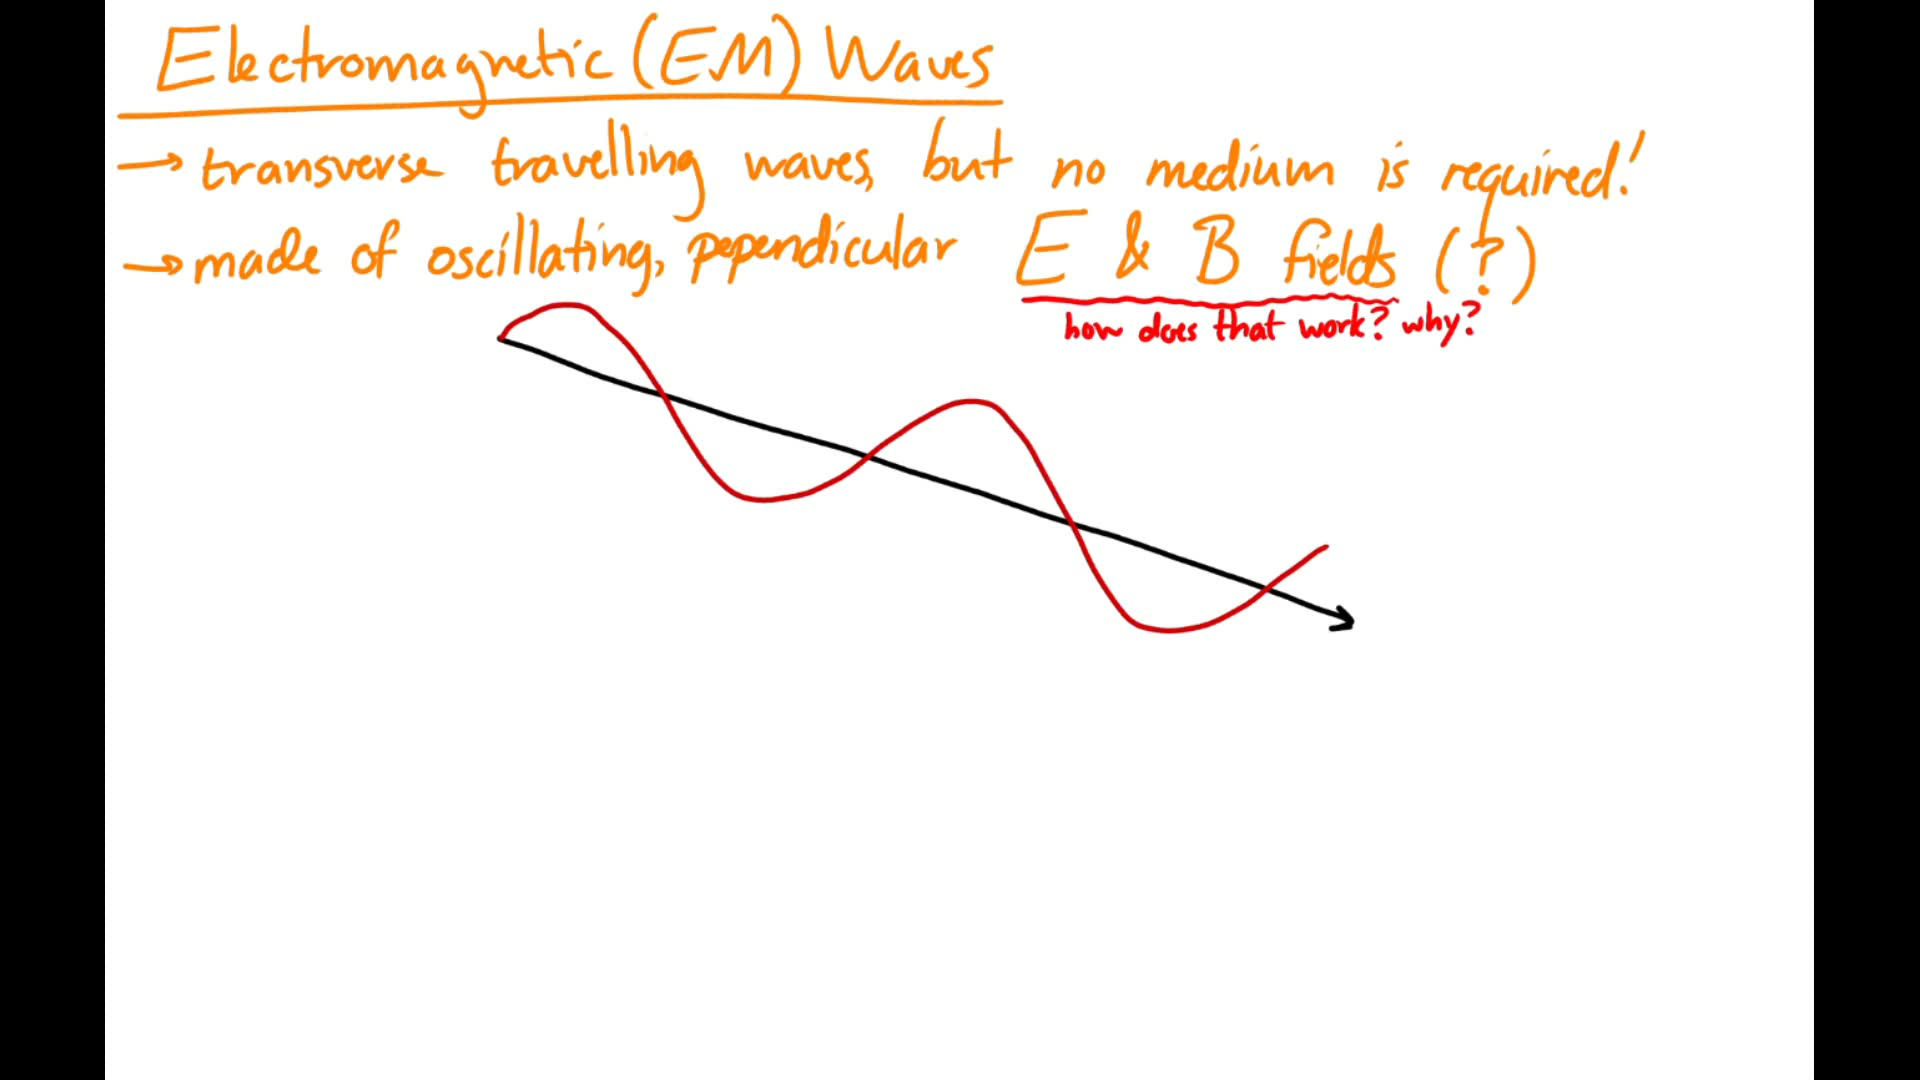 Electromagnetic (EM) Waves
→ transverse travelling waves, but no medium is required!
→ made of oscillating, pependicular E & B fields (?)
how does that work? why?